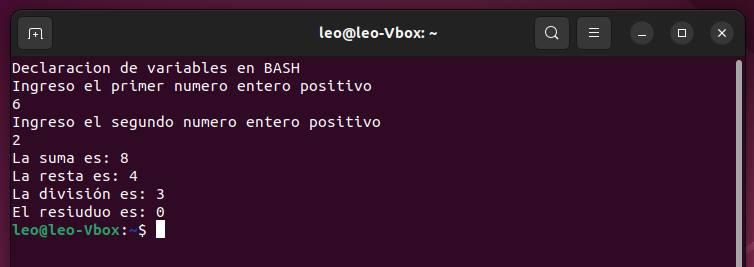 leo@leo-Vbox: ~
Declaracion de variables en BASH
Ingreso el primer numero entero positivo
6
Ingreso el segundo numero entero positivo
2
La suma es: 8
La resta es: 4
La división es: 3
El resiuduo es: 0
leo@leo-Vbox:~$